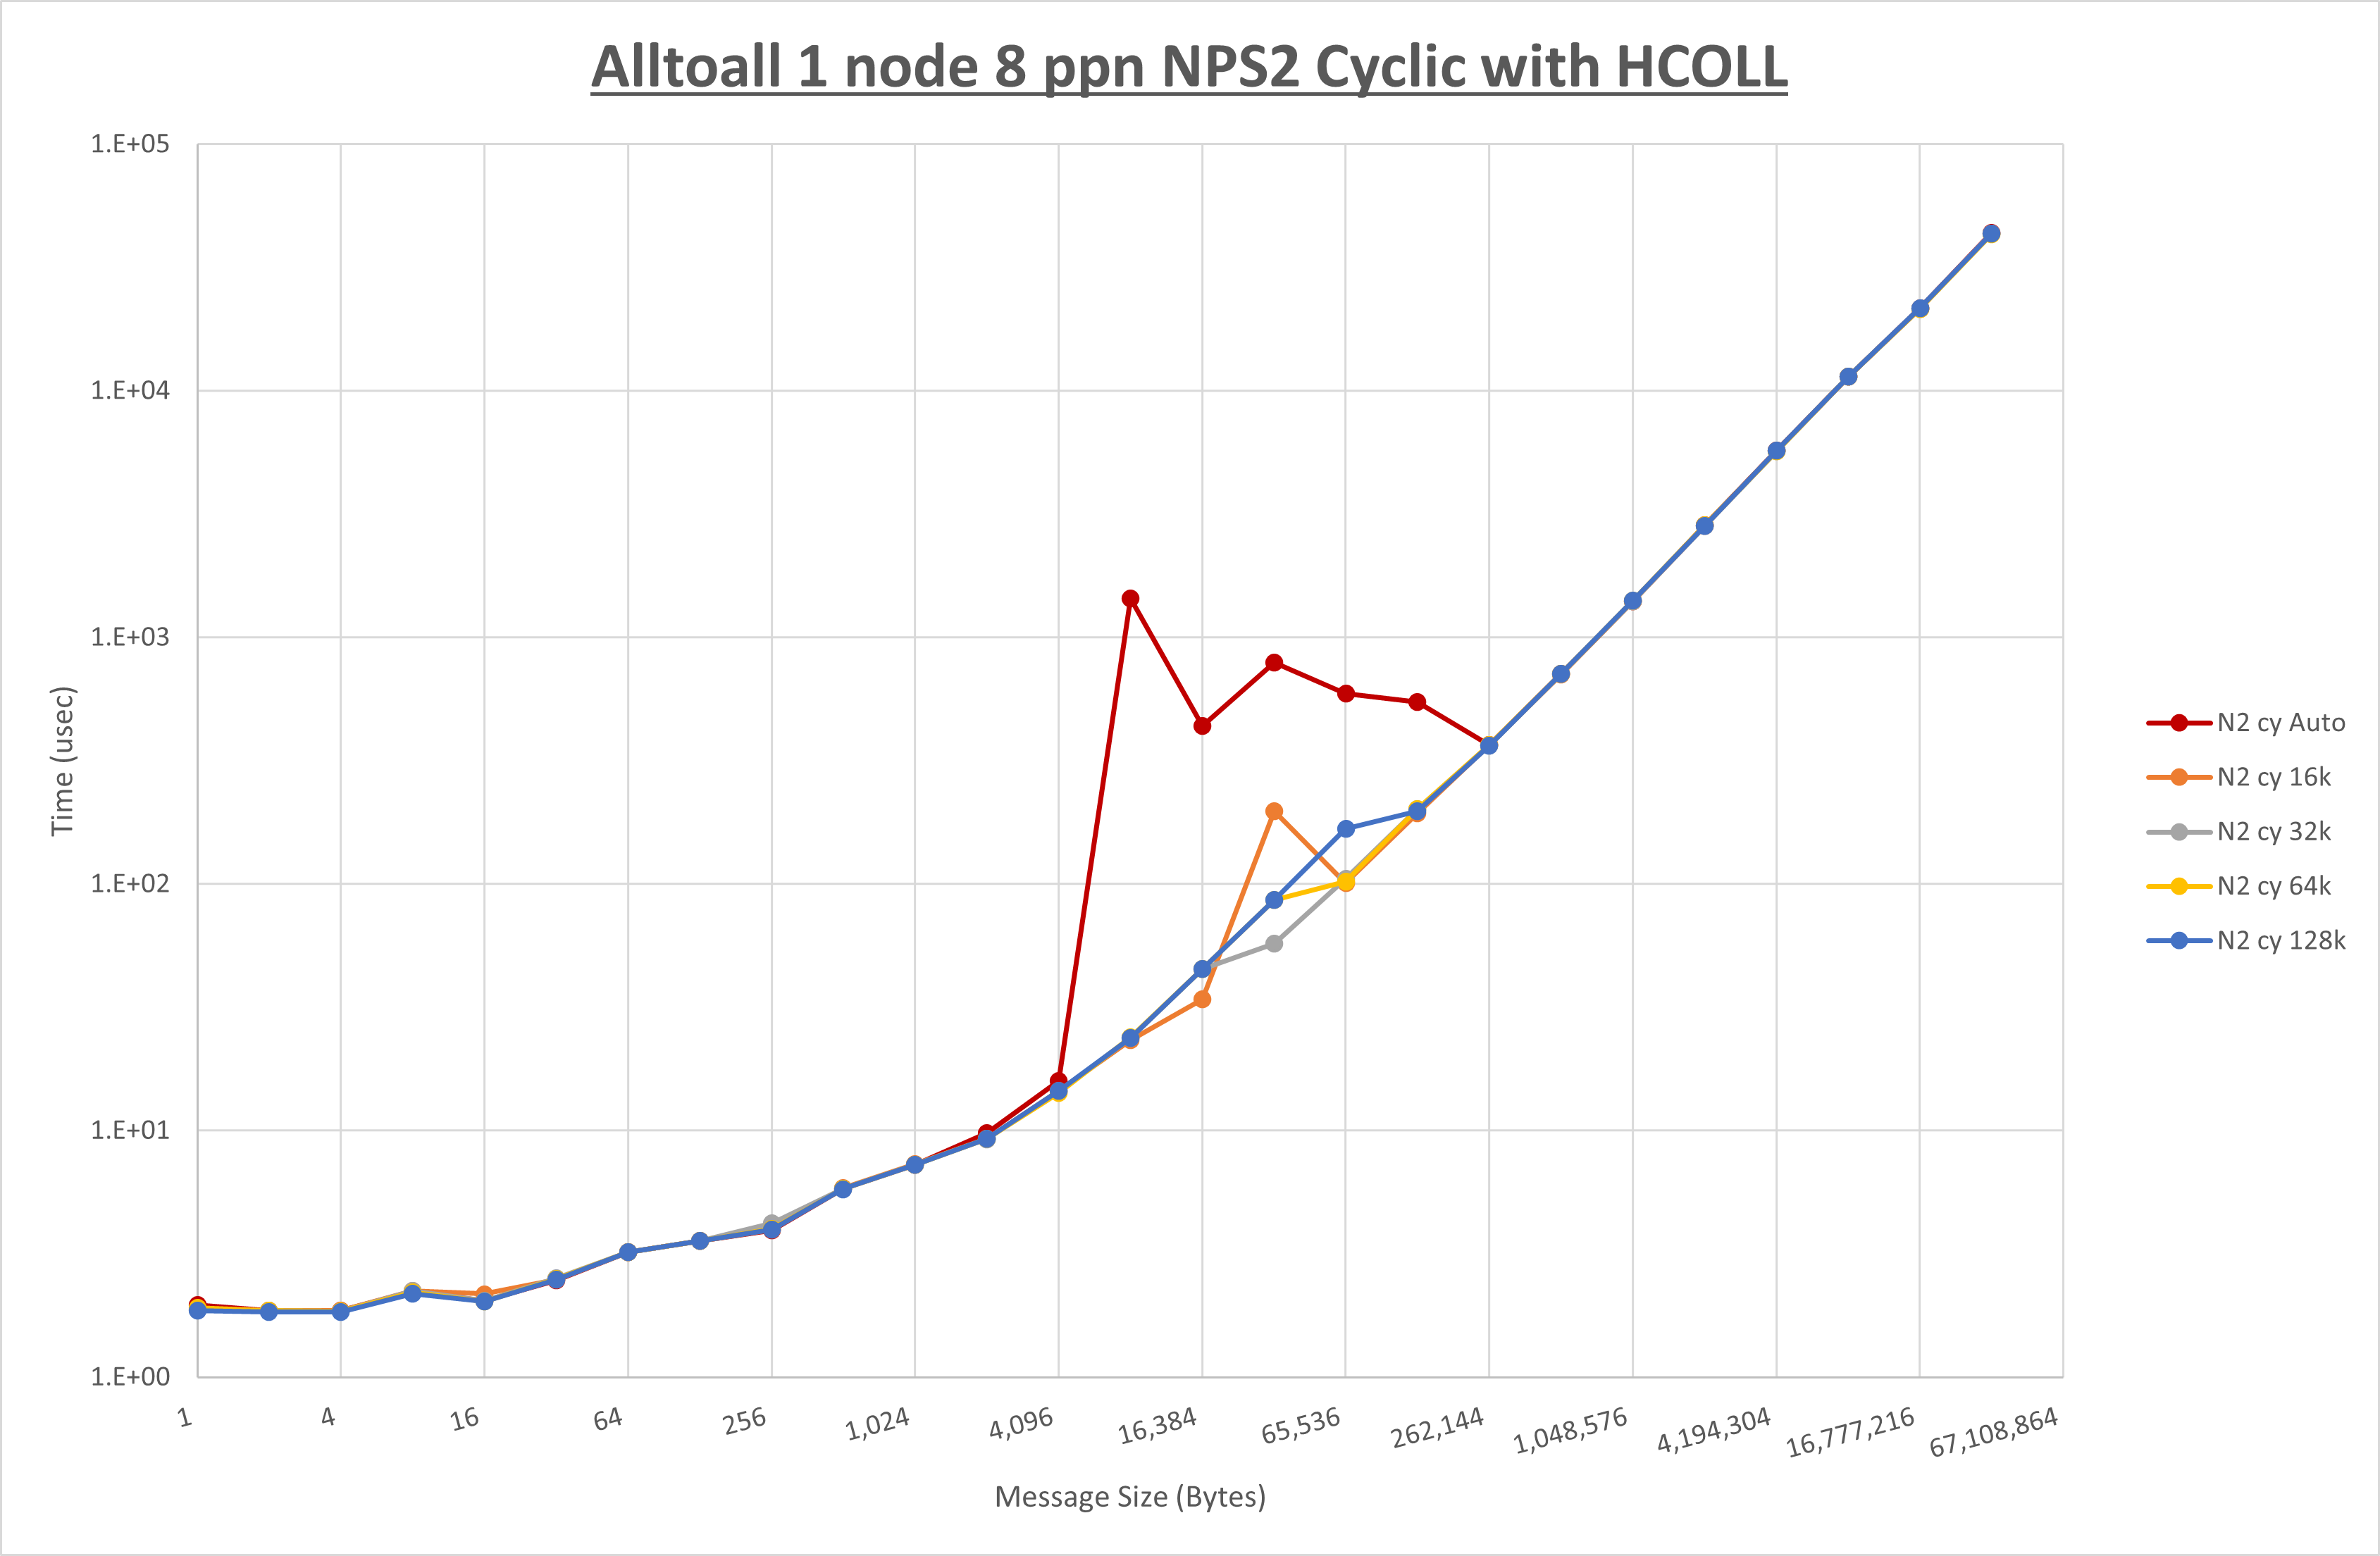 Alltoall 1 node 8 ppn NPS2 Cyclic with HCOLL
1.E+05
1.E+04
1.E+03
1.E+02
1.E+01
1.E+00
Time (usec)
1
4
16
64
256
1,024
4,096
16,384
65,536
262,144
1,048,576
4,194,304
16,777,216
67,108,864
Message Size (Bytes)
N2 cy Auto
N2 cy 16k
N2 cy 32k
N2 cy 64k
N2 cy 128k